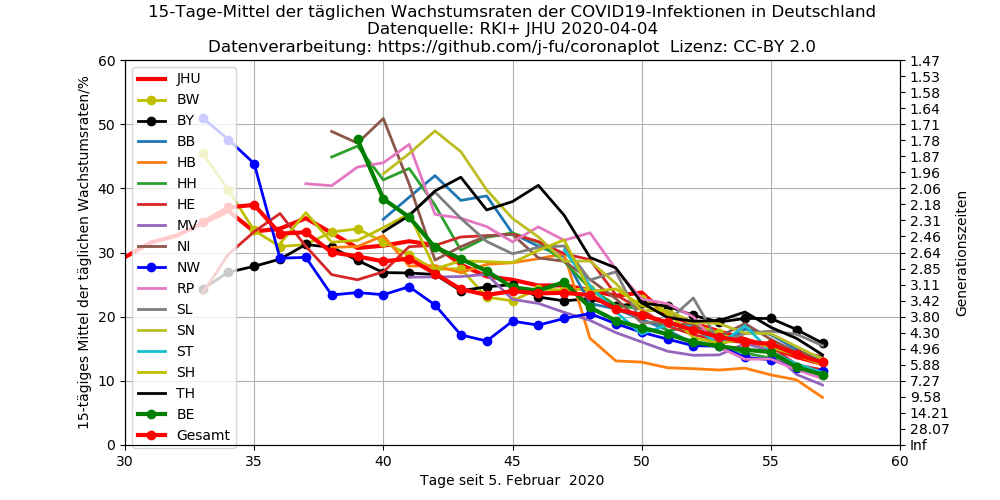 15-Tage-Mittel der täglichen Wachstumsraten der COVID19-Infektionen in Deutschland
Datenquelle: RKI+ JHU 2020-04-04
Datenverarbeitung: https://github.com/j-fu/coronaplot  Lizenz: CC-BY 2.0
15-tägiges Mittel der täglichen Wachstumsraten/%
60
50
40
30
20
10
0
JHU
BW
BY
BB
HB
HH
HE
MV
NI
NW
RP
SL
SN
ST
SH
TH
BE
Gesamt
1.47
1.53
1.58
1.64
1.71
1.78
1.87
1.96
2.06
2.18
2.31
2.46
2.64
2.85
3.11
3.42
3.80
4.30
4.96
5.88
7.27
9.58
14.21
28.07
Inf
Generationszeiten
30
35
40
45
50
55
60
Tage seit 5. Februar  2020